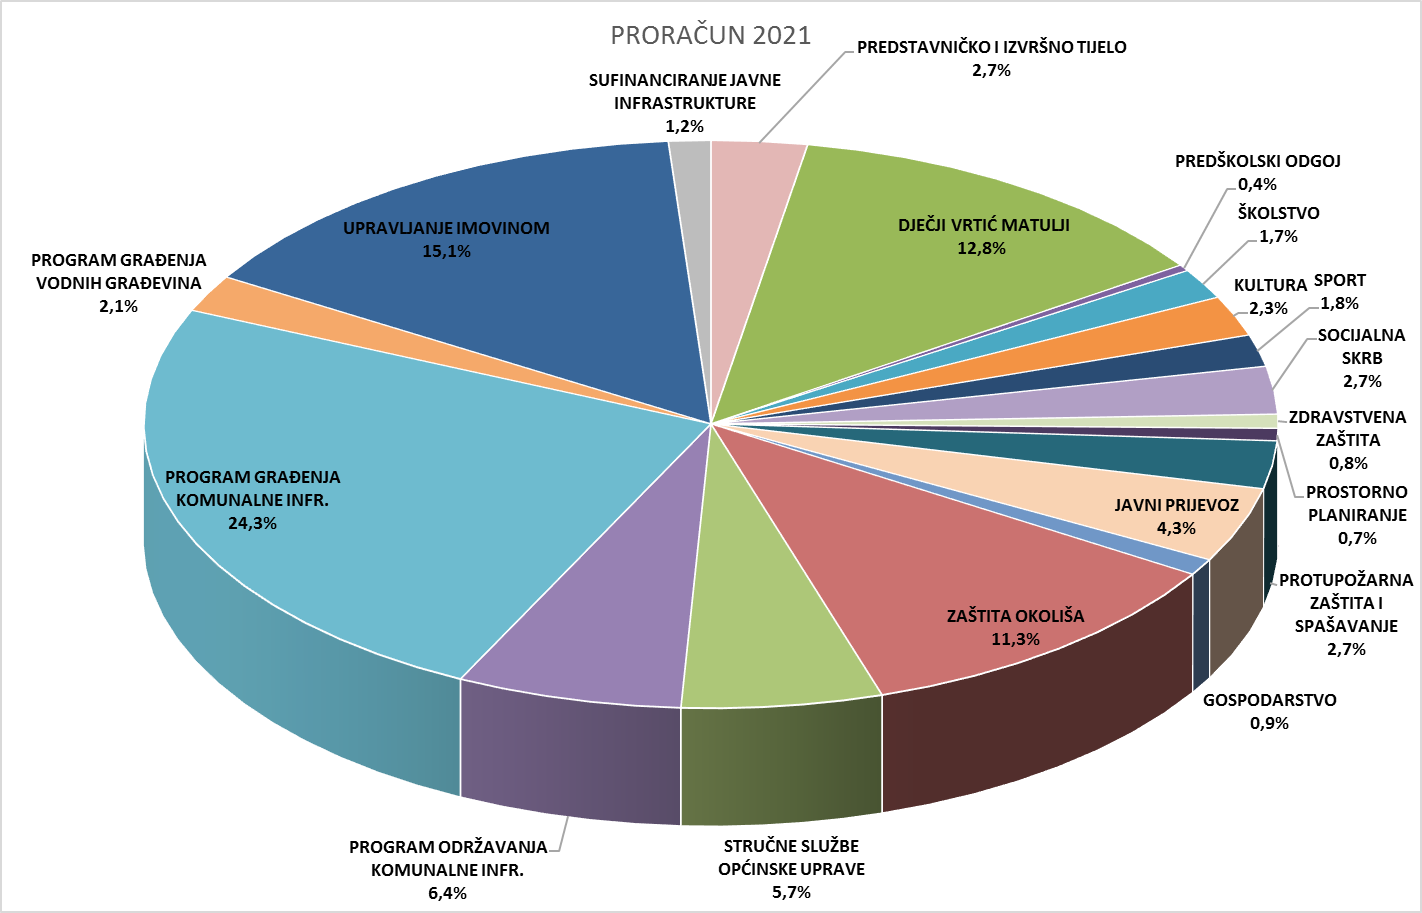 PRORAČUN 2021
PREDSTAVNIČKO I IZVRŠNO TIJELO
2,7%
SUFINANCIRANJE JAVNE
INFRASTRUKTURE
1,2%
DJEČJI VRTIĆ MATULJI
12,8%
PREDŠKOLSKI ODGOJ
0,4%
ŠKOLSTVO
1,7%
KULTURA
2,3%
SPORT
1,8%
SOCIJALNA
SKRB
2,7%
ZDRAVSTVENA
ZAŠTITA
0,8%
PROSTORNO
PLANIRANJE
0,7%
PROTUPOŽARNA
ZAŠTITA I
SPAŠAVANJE
2,7%
JAVNI PRIJEVOZ
4,3%
GOSPODARSTVO
0,9%
ZAŠTITA OKOLIŠA
11,3%
STRUČNE SLUŽBE
OPĆINSKE UPRAVE
5,7%
PROGRAM ODRŽAVANJA
KOMUNALNE INFR.
6,4%
PROGRAM GRAĐENJA
KOMUNALNE INFR.
24,3%
PROGRAM GRAĐENJA
VODNIH GRAĐEVINA
2,1%
UPRAVLJANJE IMOVINOM
15,1%